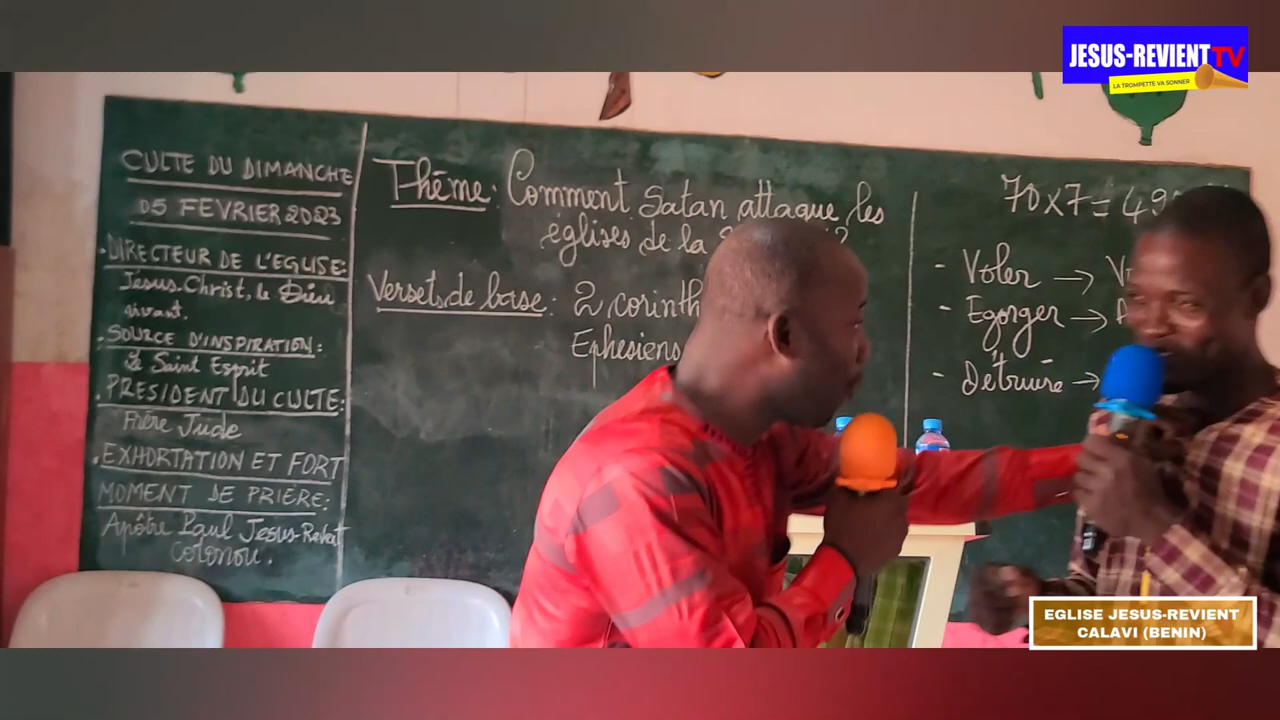 JESUS-REVIENT TV
LA TROMPETTE VA SONNER
CULTE DU DIMANCHE
05 FEVRIER 2023
. DIRECTEUR DE L'EGLISE:
Jésus-Christ, le Dieu
vivant.
. SOURCE D'INSPIRATION:
Le Saint Esprit
. PRESIDENT DU CULTE:
Frère Jude
. EXHORTATION ET FORT
MOMENT DE PRIERE:
Apôtre Paul Jesus-Revient
COTONOU.
Thème: Comment Satan attaque les
églises de la
Versets de base: 2 corinth
Ephesiens
70x7=49
- Voler →
- Egorger →
- Détruire →
EGLISE JESUS-REVIENT
CALAVI (BENIN)